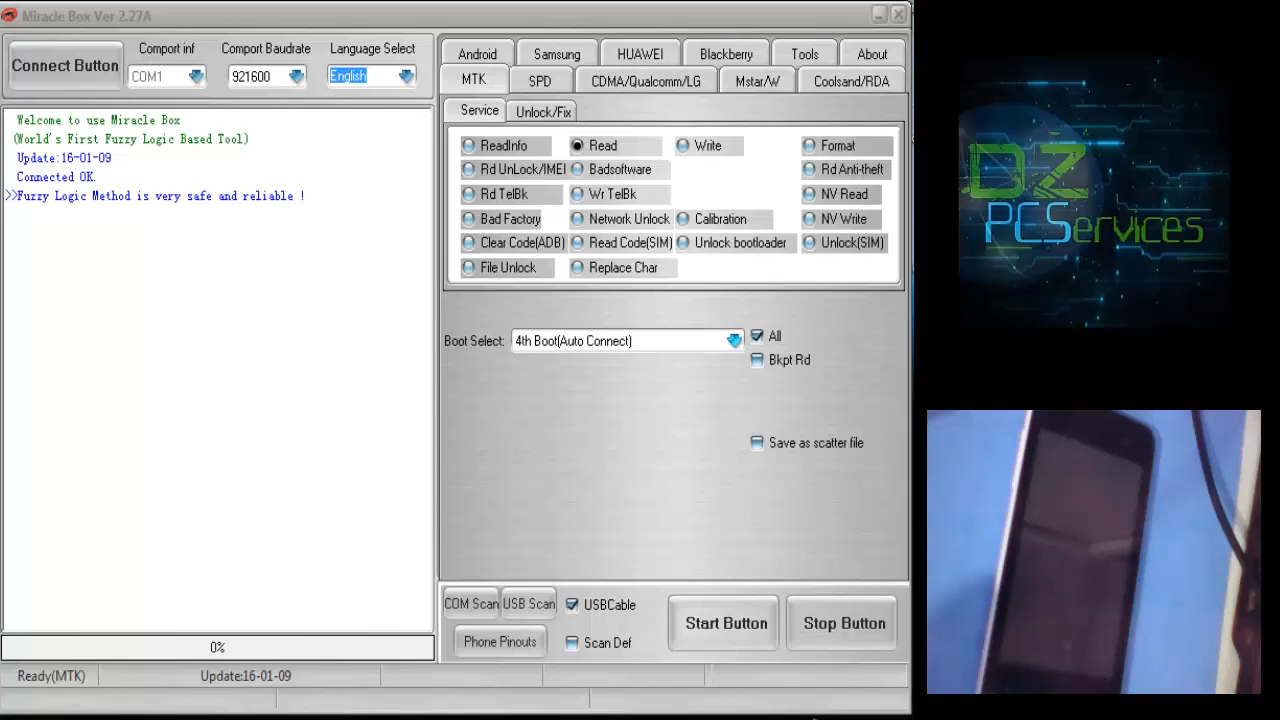 Miracle Box Ver 2.27A
Connect Button
Comport inf
Comport Baudrate
Language Select
COM1
921600
English
Welcome to use Miracle Box
(World's First Fuzzy Logic Based Tool)
Update:16-01-09
Connected OK.
>>Fuzzy Logic Method is very safe and reliable !
0%
Ready(MTK)
Update:16-01-09
Android
Samsung
HUAWEI
Blackberry
Tools
About
MTK
SPD
CDMA/Qualcomm/LG
Mstar/W
Coolsand/RDA
Service
Unlock/Fix
ReadInfo
Read
Write
Format
Rd UnLock/IMEI
Badsoftware
Rd Anti-theft
Rd TelBk
Wr TelBk
NV Read
Bad Factory
Network Unlock
Calibration
NV Write
Clear Code(ADB)
Read Code(SIM)
Unlock bootloader
Unlock(SIM)
File Unlock
Replace Char
Boot Select:
4th Boot(Auto Connect)
All
Bkpt Rd
Save as scatter file
COM Scan
USB Scan
USBCable
Phone Pinouts
Scan Def
Start Button
Stop Button
DZ
PCServices